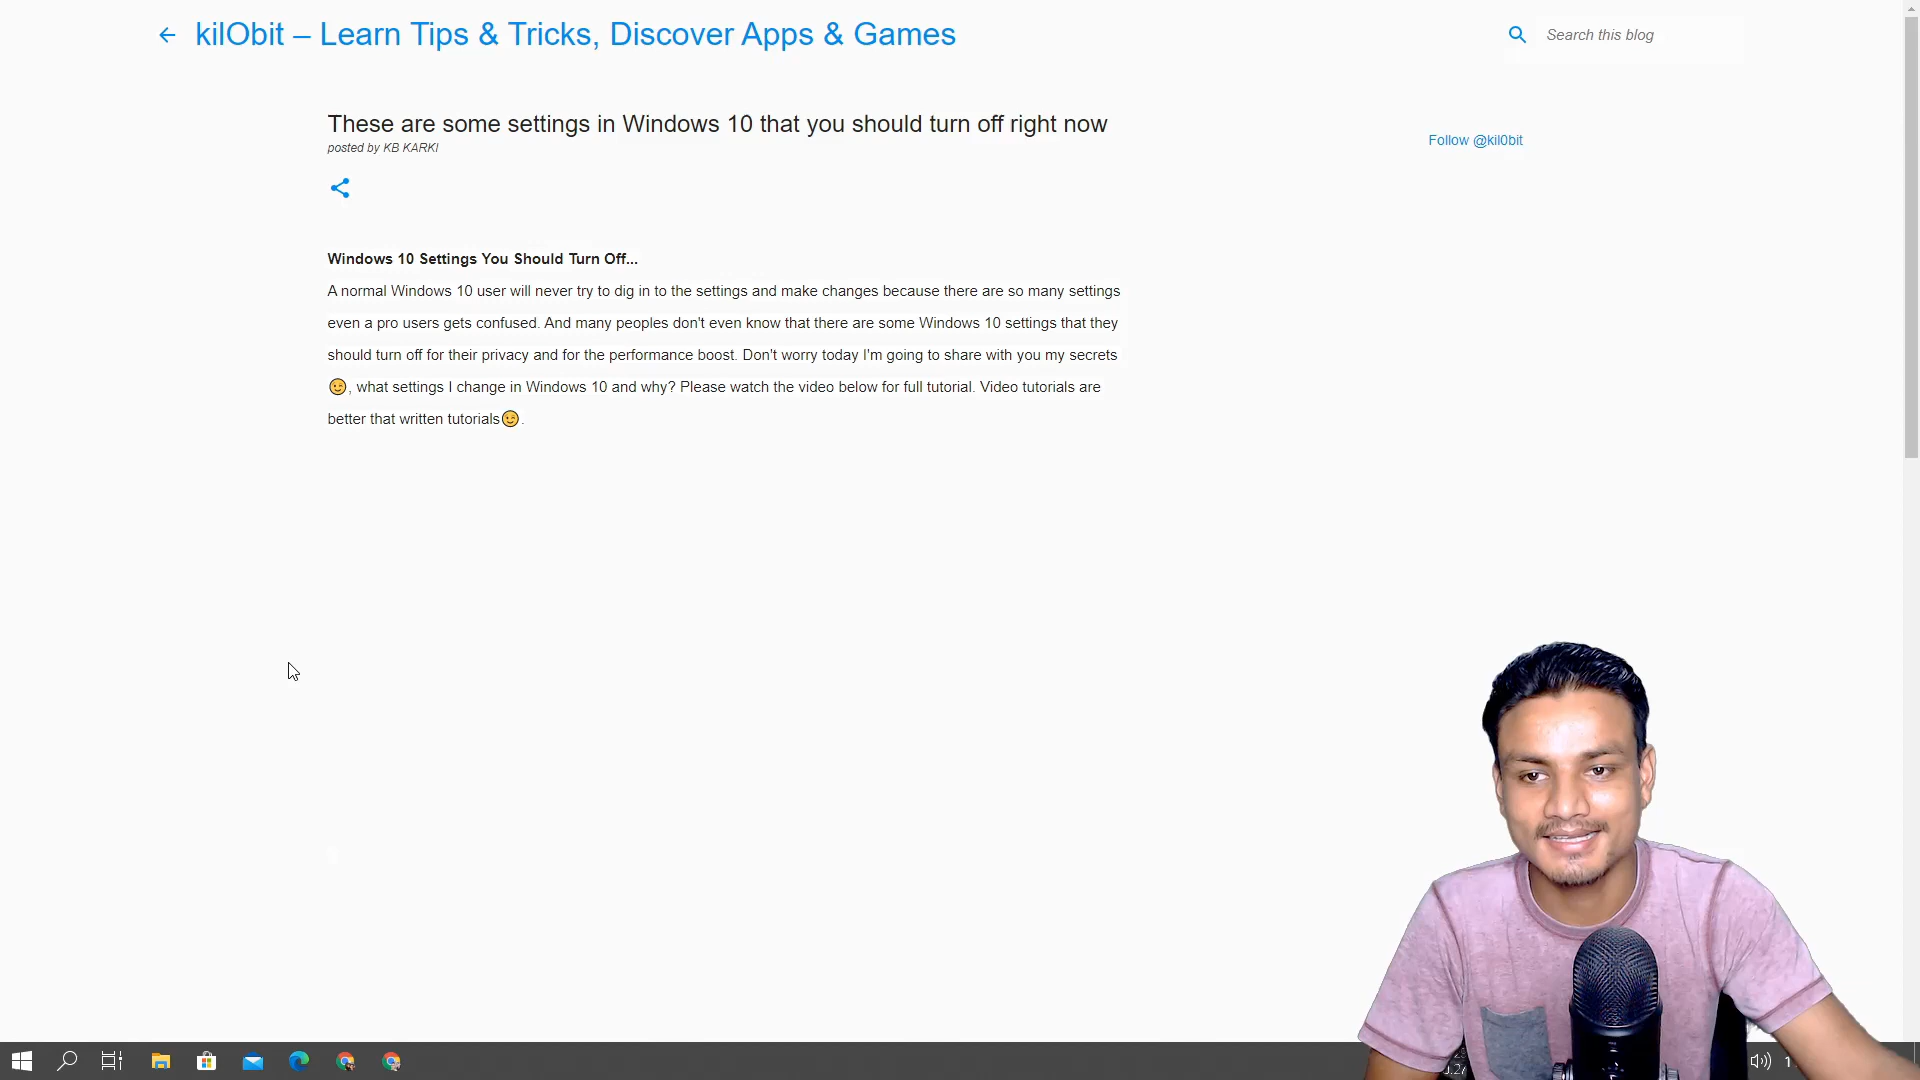 kilObit – Learn Tips & Tricks, Discover Apps & Games
Search this blog
These are some settings in Windows 10 that you should turn off right now
posted by KB KARKI
Follow @kil0bit
Windows 10 Settings You Should Turn Off...
A normal Windows 10 user will never try to dig in to the settings and make changes because there are so many settings
even a pro users gets confused. And many peoples don't even know that there are some Windows 10 settings that they
should turn off for their privacy and for the performance boost. Don't worry today I'm going to share with you my secrets
😉, what settings I change in Windows 10 and why? Please watch the video below for full tutorial. Video tutorials are
better that written tutorials😉.